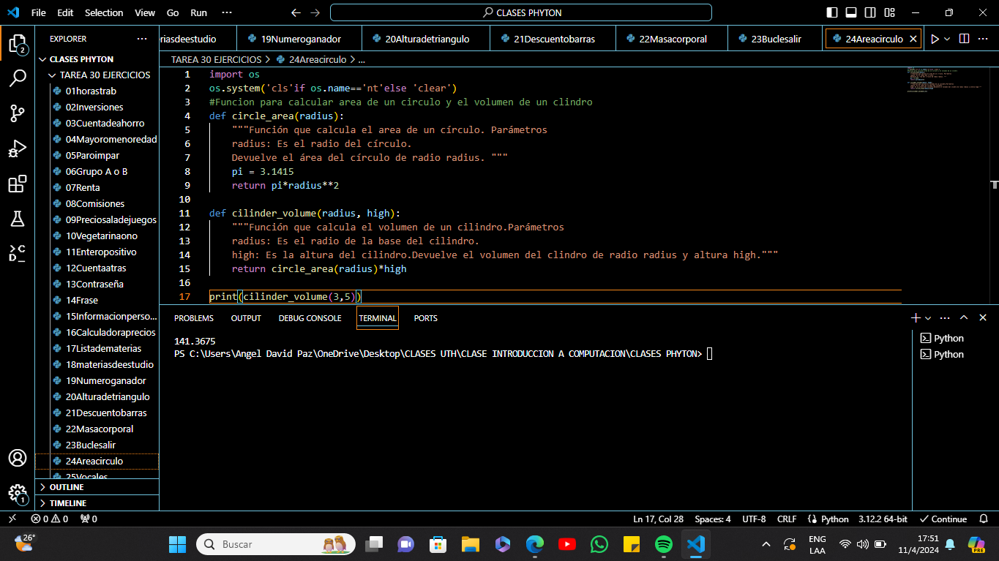 File Edit Selection View Go Run ··· CLASES PHYTON
EXPLORER ···
CLASES PHYTON
TAREA 30 EJERCICIOS
01horastrab
02Inversiones
03Cuentadeahorro
04Mayoromenoredad
05Paroimpar
06Grupo A o B
07Renta
08Comisiones
09Preciosaladejuegos
10Vegetarinaono
11Enteropositivo
12Cuentaatras
13Contraseña
14Frase
15Informacionperso...
16Calculadoraprecios
17Listadematerias
18materiasdeestudio
19Numeroganador
20Alturadetriangulo
21Descuentobarras
22Masacorporal
23Buclesalir
24Areacirculo
25Vocales
OUTLINE
TIMELINE
2
1
riasdeestudio 19Numeroganador 20Alturadetriangulo 21Descuentobarras 22Masacorporal 23Buclesalir 24Areacirculo ···
TAREA 30 EJERCICIOS > 24Areacirculo > ...
1 import os
2 os.system('cls'if os.name=='nt'else 'clear')
3 #Funcion para calcular area de un circulo y el volumen de un clindro
4 def circle_area(radius):
5 """Función que calcula el area de un círculo. Parámetros
6 radius: Es el radio del círculo.
7 Devuelve el área del círculo de radio radius. """
8 pi = 3.1415
9 return pi*radius**2
10
11 def cilinder_volume(radius, high):
12 """Función que calcula el volumen de un cilindro.Parámetros
13 radius: Es el radio de la base del cilindro.
14 high: Es la altura del cilindro.Devuelve el volumen del clindro de radio radius y altura high."""
15 return circle_area(radius)*high
16
17 print(cilinder_volume(3,5))
PROBLEMS OUTPUT DEBUG CONSOLE TERMINAL PORTS
141.3675
PS C:\Users\Angel David Paz\OneDrive\Desktop\CLASES UTH\CLASE INTRODUCCION A COMPUTACION\CLASES PHYTON>
Python
Python
0 0 0 Ln 17, Col 28 Spaces: 4 UTF-8 CRLF Python 3.12.2 64-bit Continue
26° Buscar ENG LAA 17:51 11/4/2024 PRE